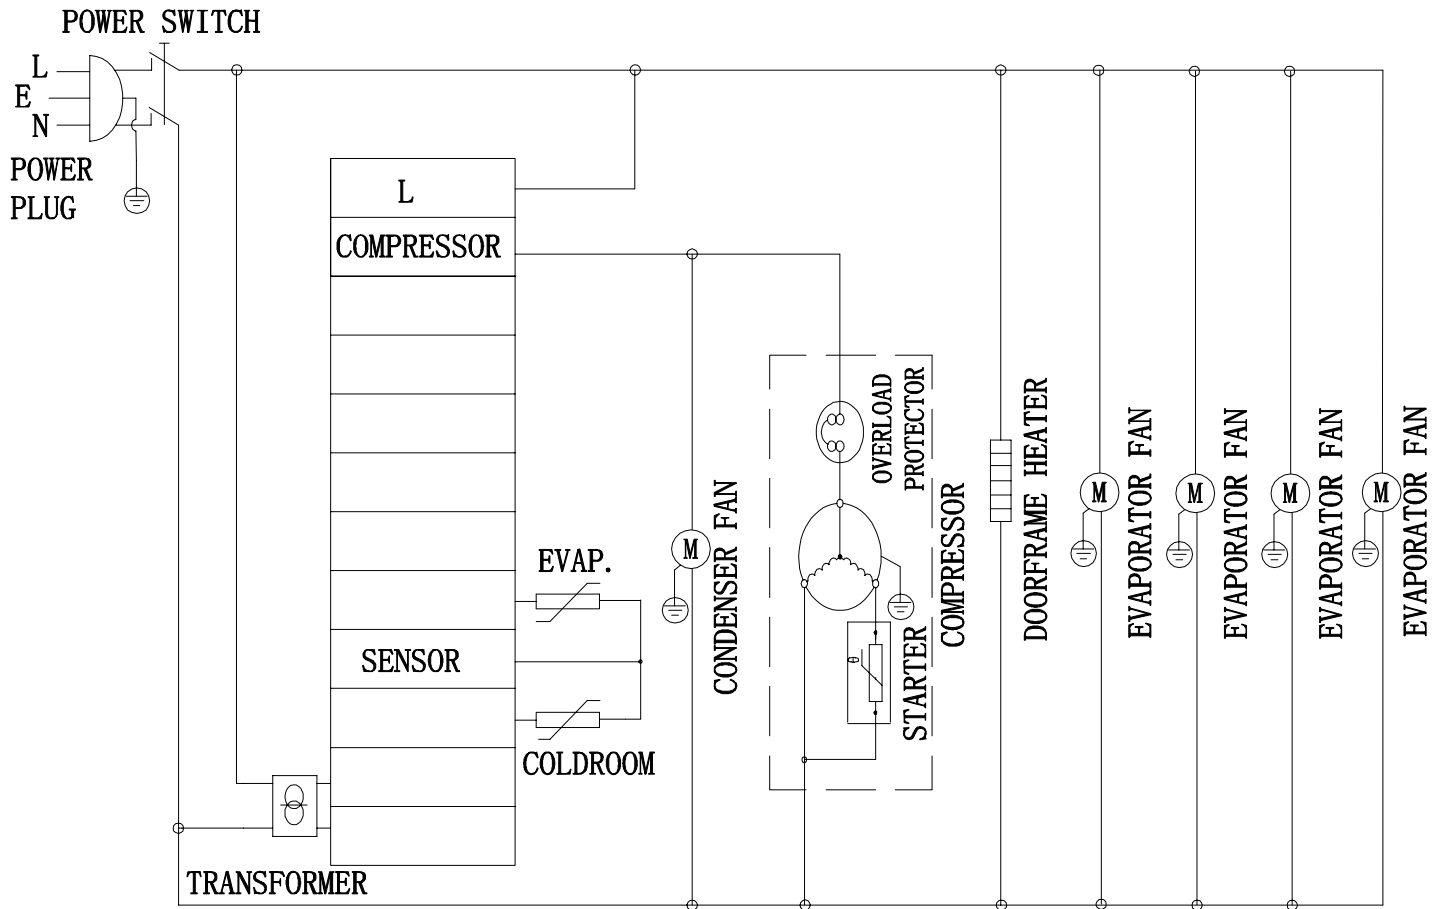 POWER SWITCH
L
E
N
POWER
PLUG
L
COMPRESSOR
SENSOR
EVAP.
COLDROOM
TRANSFORMER
M
CONDENSER FAN
OVERLOAD
PROTECTOR
COMPRESSOR
θ
STARTER
DOORFRAME HEATER
M
EVAPORATOR FAN
M
EVAPORATOR FAN
M
EVAPORATOR FAN
M
EVAPORATOR FAN